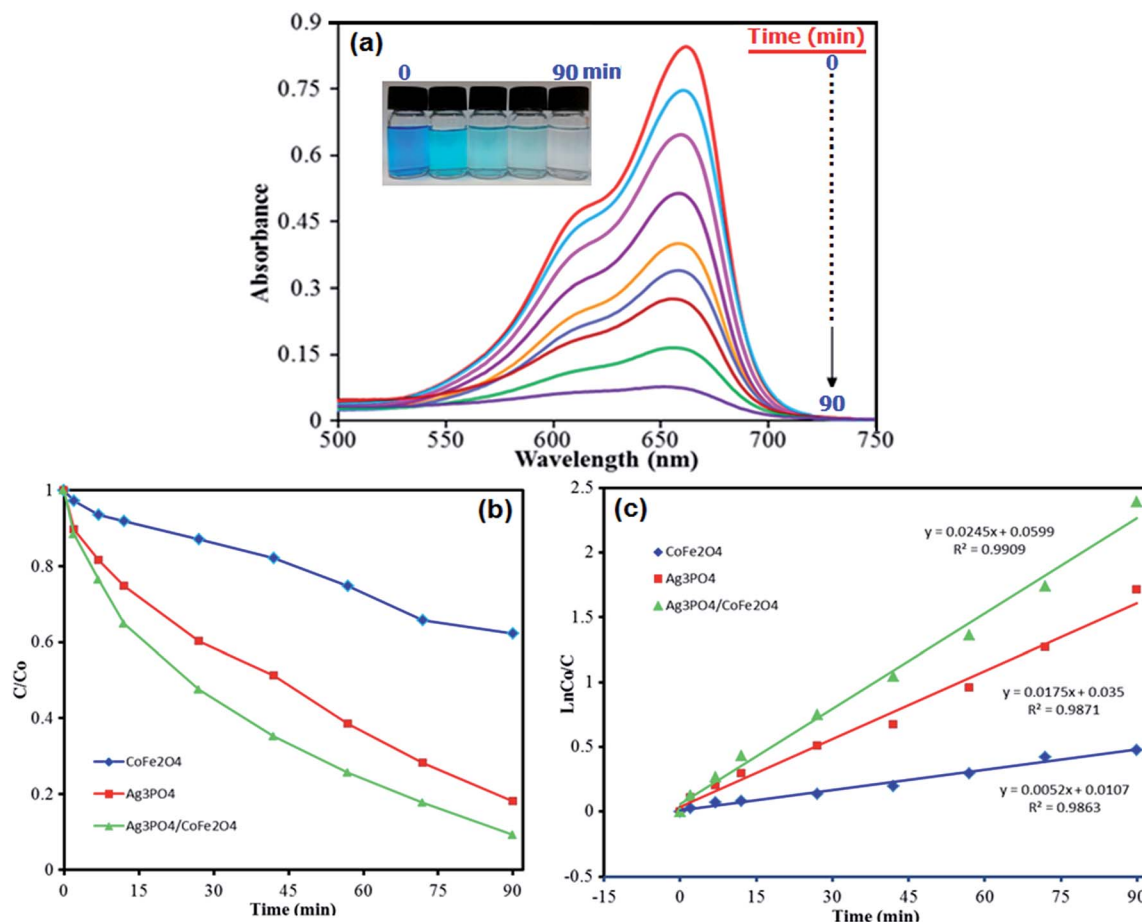 (a)
Time (min)
0
90 min
0
90
0.9
0.75
0.6
0.45
0.3
0.15
0
Absorbance
500
550
600
650
700
750
Wavelength (nm)
(b)
1
0.8
0.6
0.4
0.2
0
C/Co
CoFe2O4
Ag3PO4
Ag3PO4/CoFe2O4
0
15
30
45
60
75
90
Time (min)
(c)
2.5
2
1.5
1
0.5
0
-0.5
LnCo/C
CoFe2O4
Ag3PO4
Ag3PO4/CoFe2O4
y = 0.0245x + 0.0599
R² = 0.9909
y = 0.0175x + 0.035
R² = 0.9871
y = 0.0052x + 0.0107
R² = 0.9863
-15
0
15
30
45
60
75
90
Time (min)